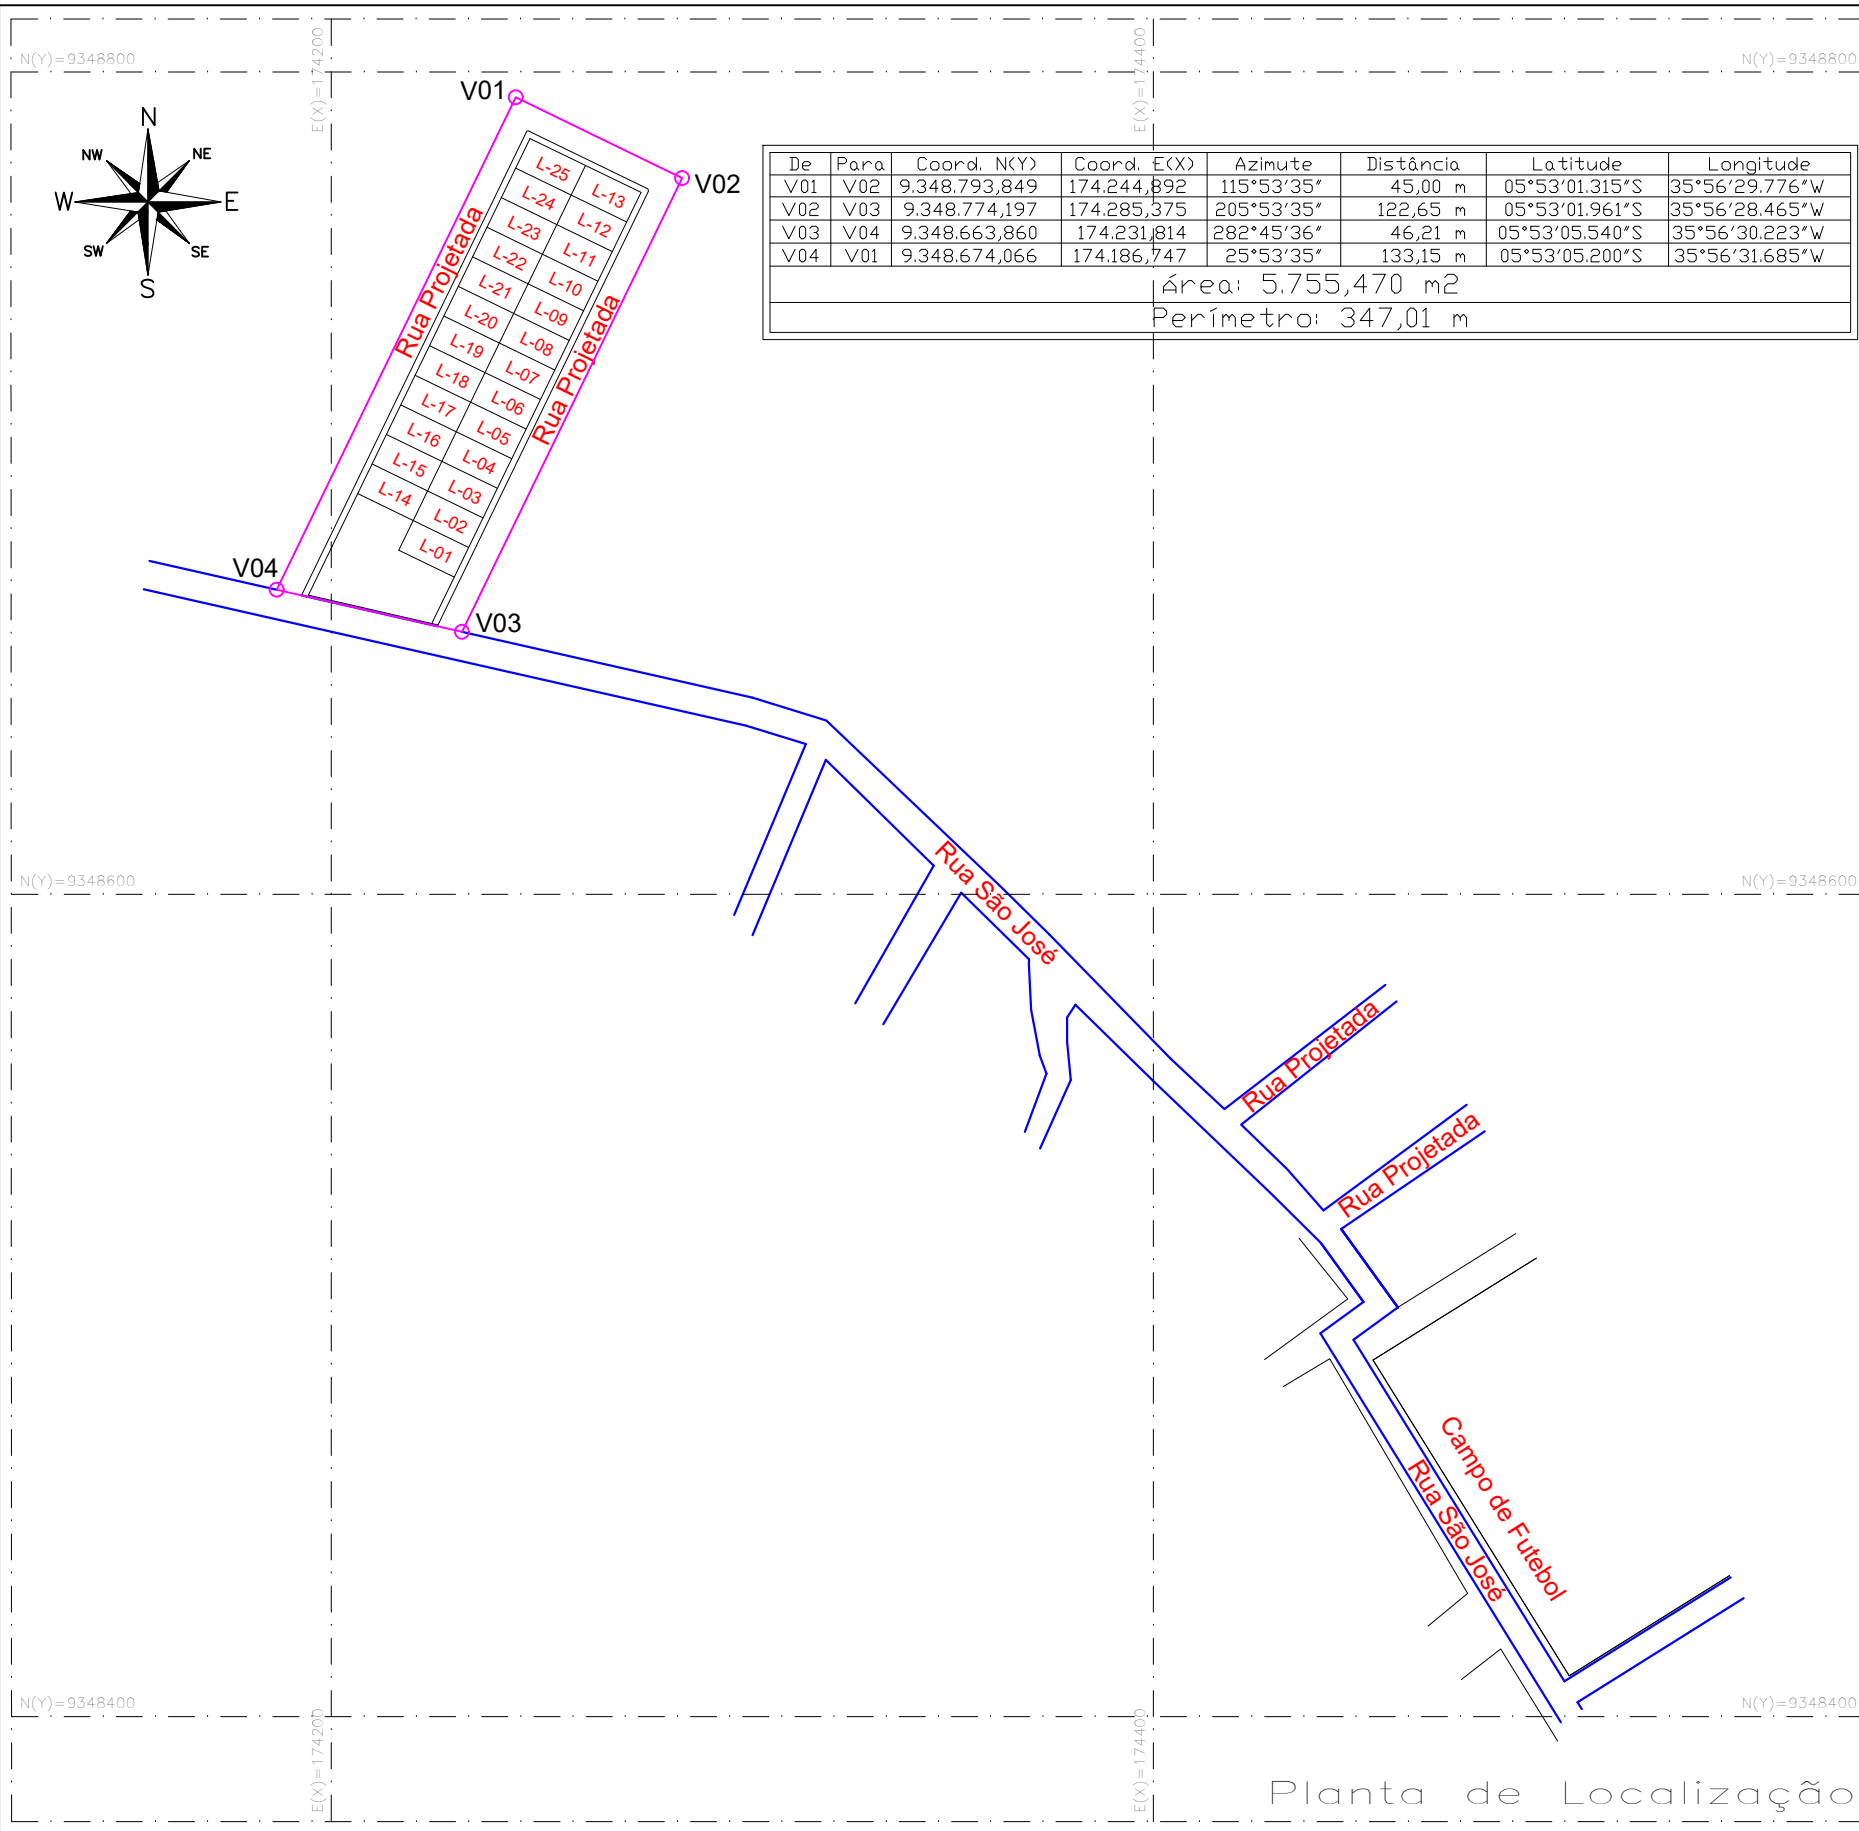 E(X)=174200
E(X)=174400
N(Y)=9348800
N(Y)=9348800
N
NW
NE
W
E
SW
SE
S
V01
V02
De Para Coord. N(Y) Coord. E(X) Azimute Distância Latitude Longitude
V01 V02 9.348.793,849 174.244,892 115°53'35" 45,00 m 05°53'01.315"S 35°56'29.776"W
V02 V03 9.348.774,197 174.285,375 205°53'35" 122,65 m 05°53'01.961"S 35°56'28.465"W
V03 V04 9.348.663,860 174.231,814 282°45'36" 46,21 m 05°53'05.540"S 35°56'30.223"W
V04 V01 9.348.674,066 174.186,747 25°53'35" 133,15 m 05°53'05.200"S 35°56'31.685"W
Área: 5.755,470 m2
Perímetro: 347,01 m
L-25
L-13
L-24
L-12
L-23
L-11
L-22
L-10
L-21
L-09
L-20
L-08
L-19
L-07
L-18
L-06
L-17
L-05
L-16
L-04
L-15
L-03
L-14
L-02
L-01
Rua Projetada
Rua Projetada
V04
V03
N(Y)=9348600
N(Y)=9348600
Rua São José
Rua Projetada
Rua Projetada
Campo de Futebol
Rua São José
N(Y)=9348400
N(Y)=9348400
E(X)=174200
E(X)=174400
Planta de Localização